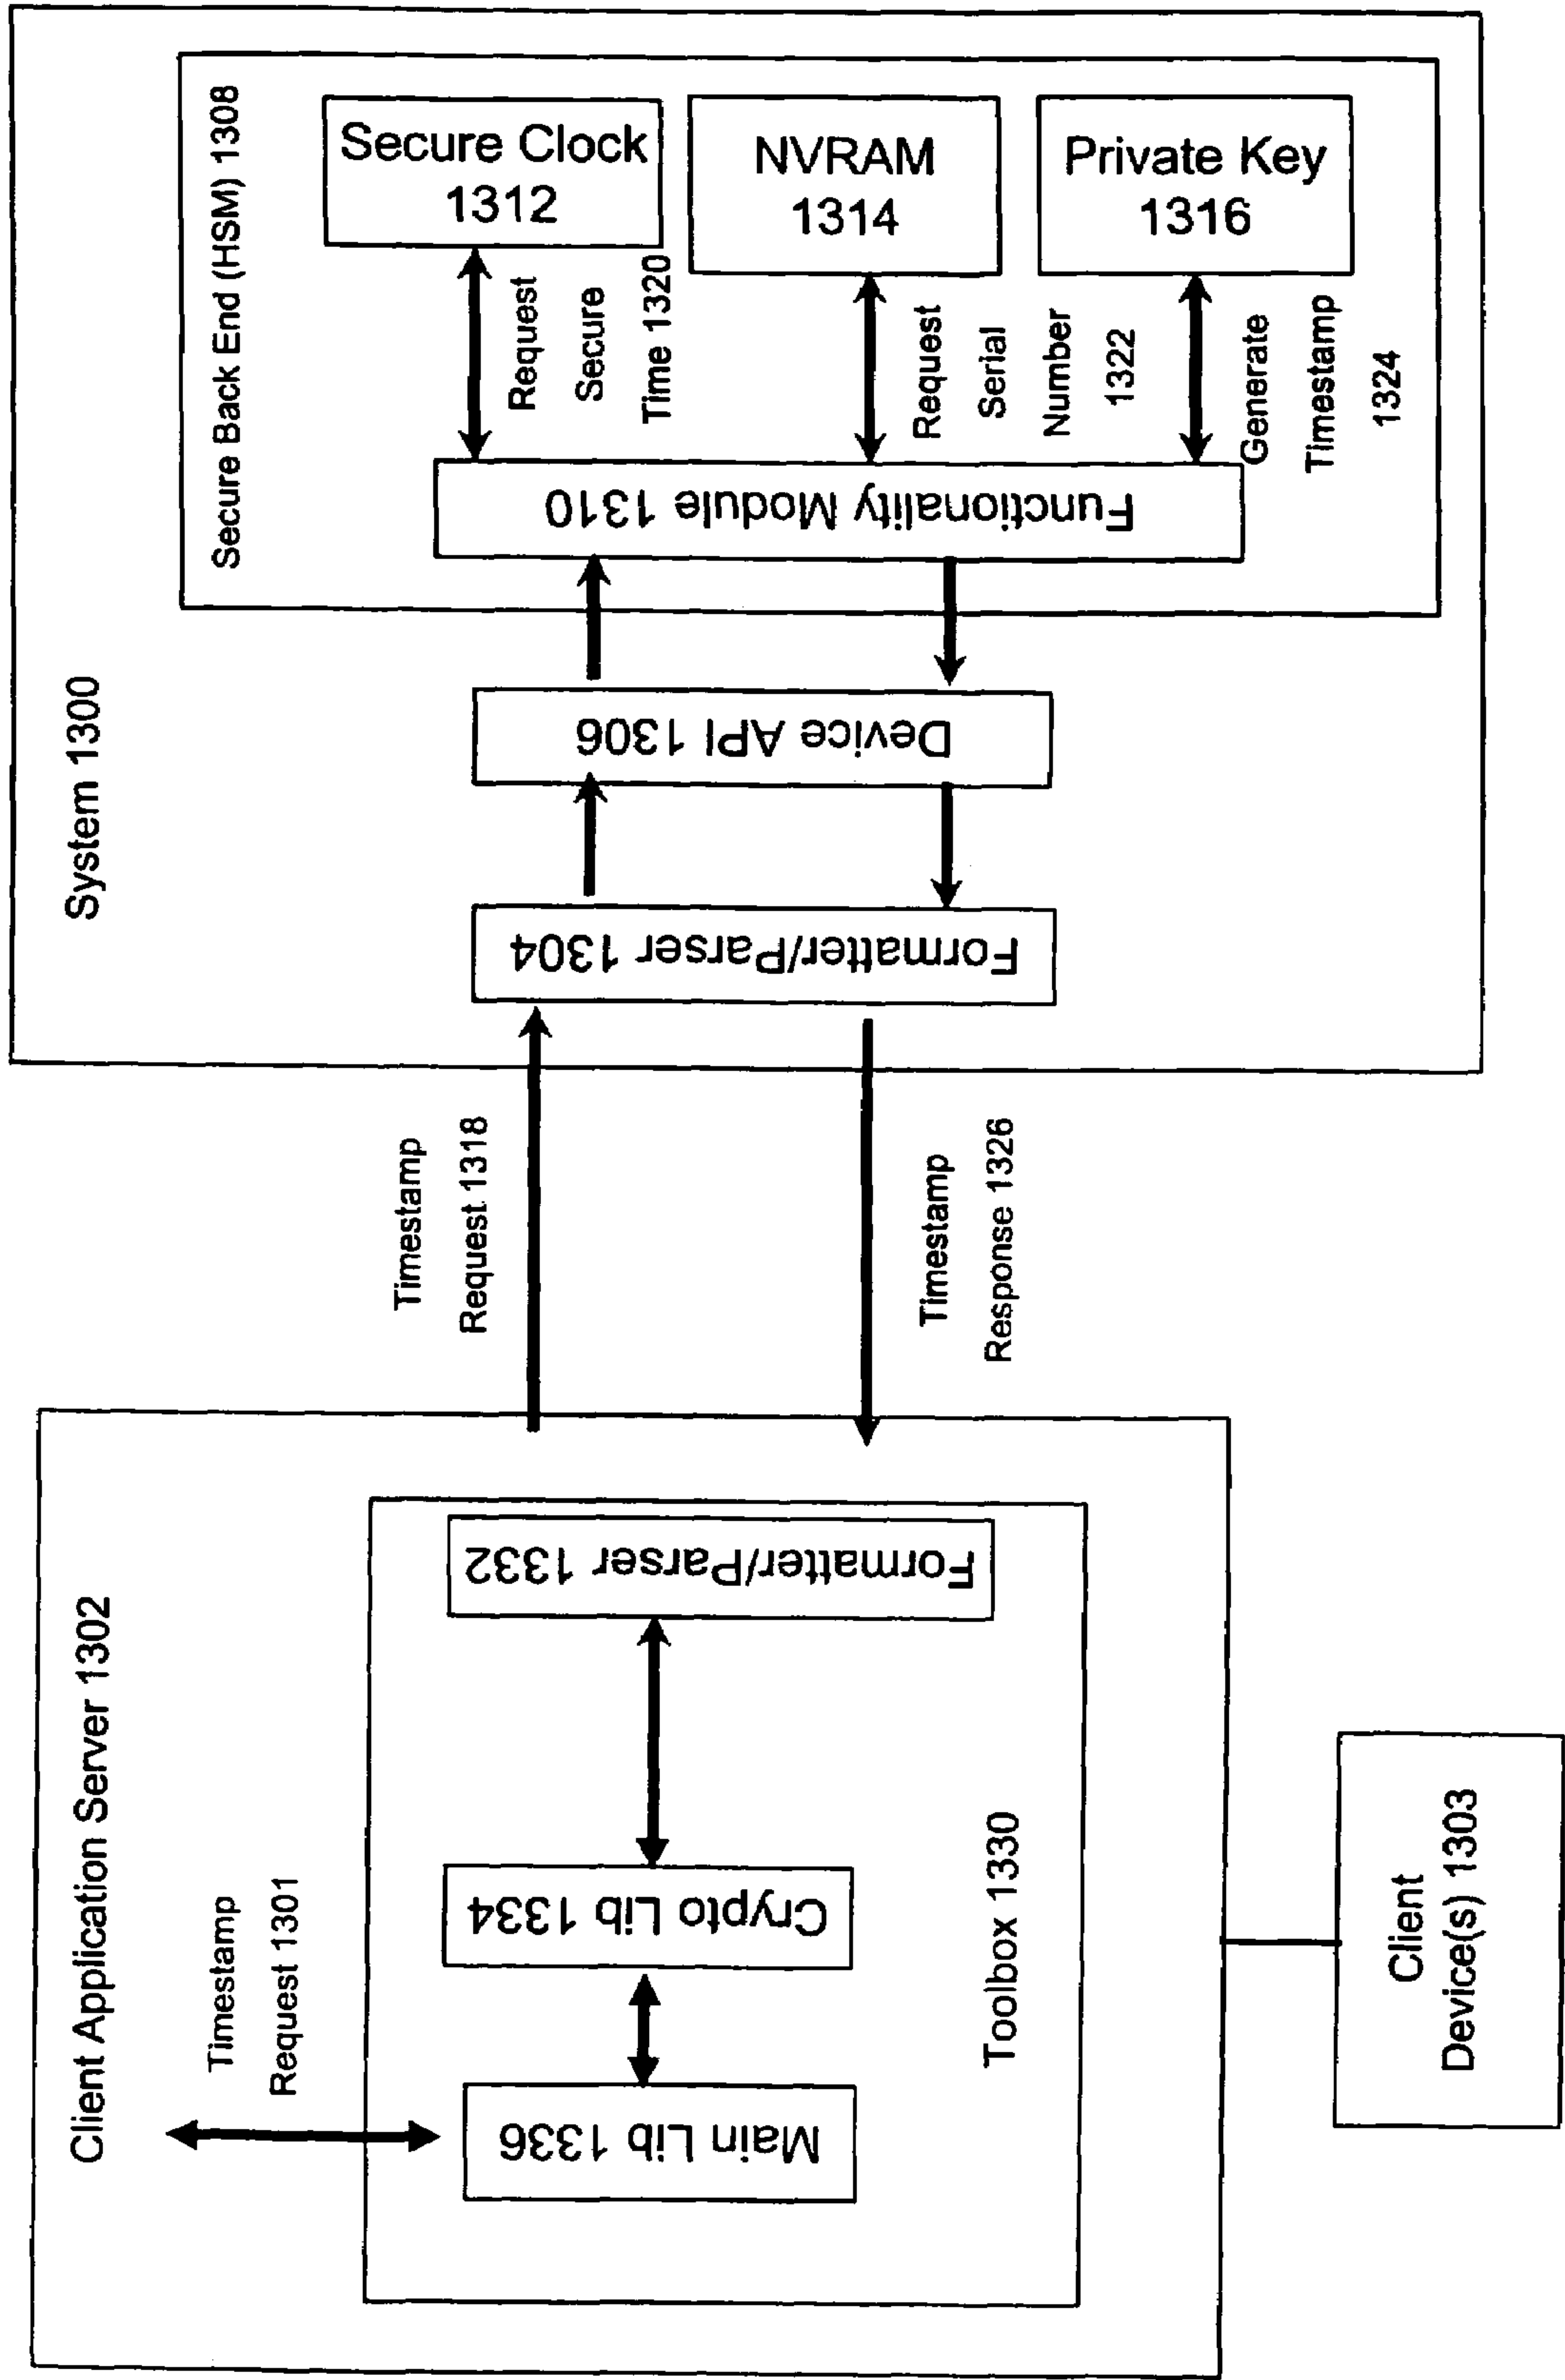 Client Application Server 1302
Timestamp
Request 1301
Main Lib 1336
Crypto Lib 1334
Formatter/Parser 1332
Toolbox 1330
Client
Device(s) 1303
Timestamp
Request 1318
Timestamp
Response 1326
System 1300
Formatter/Parser 1304
Device API 1306
Secure Back End (HSM) 1308
Functionality Module 1310
Request
Secure
Time 1320
Request
Serial
Number
1322
Generate
Timestamp
1324
Secure Clock
1312
NVRAM
1314
Private Key
1316